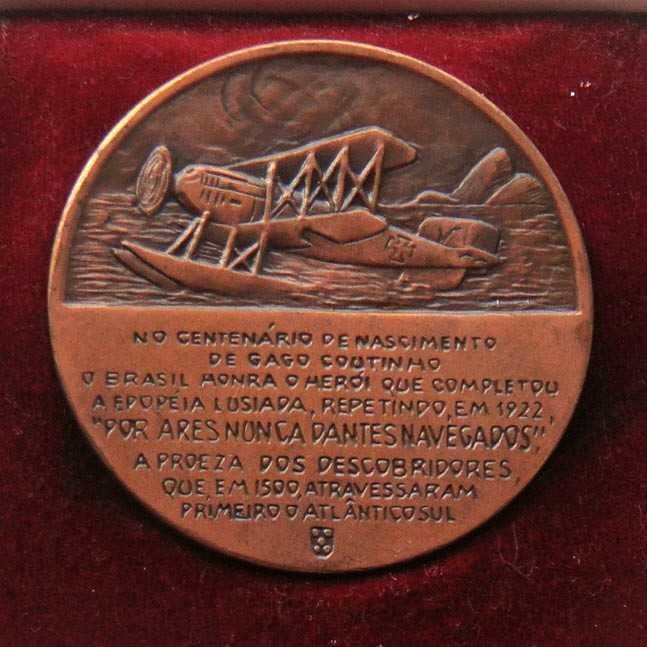 NO CENTENÁRIO DE NASCIMENTO
DE GAGO COUTINHO
O BRASIL HONRA O HERÓI QUE COMPLETOU
A EPOPÉIA LUSIADA, REPETINDO, EM 1922,
"POR ARES NUNCA DANTES NAVEGADOS",
A PROEZA DOS DESCOBRIDORES,
QUE, EM 1500, ATRAVESSARAM
PRIMEIRO O ATLÂNTICO SUL